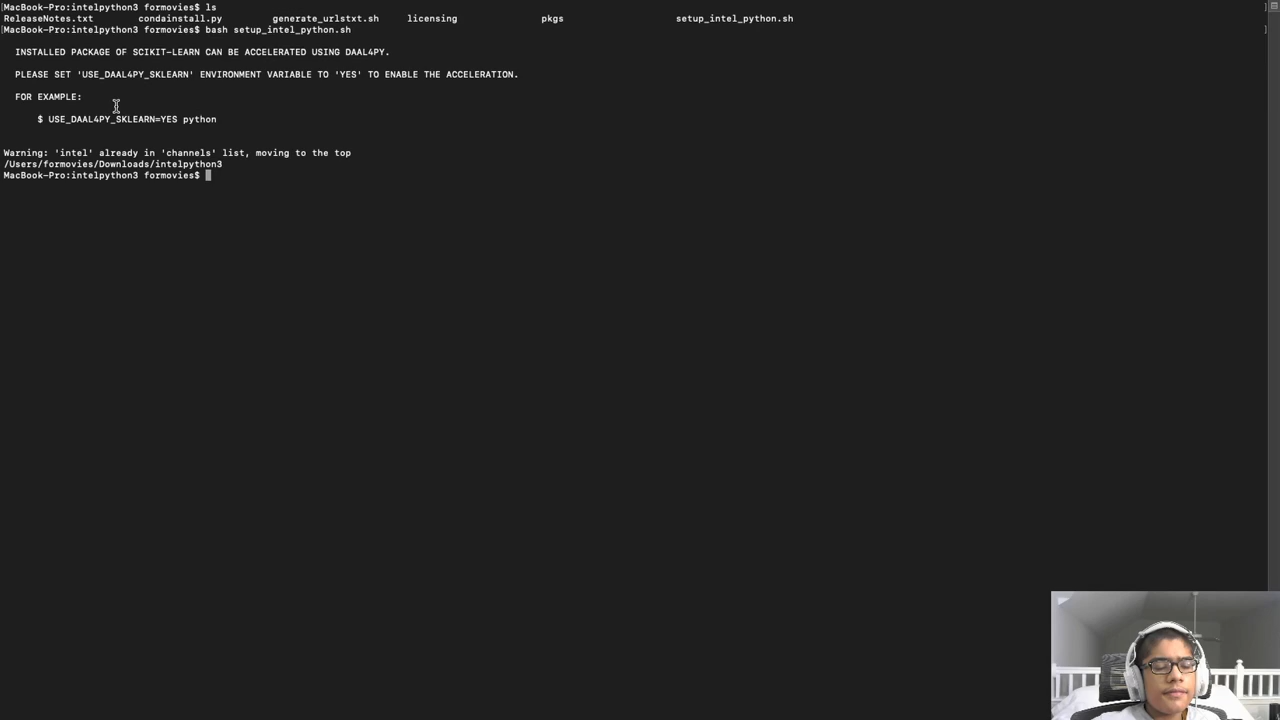 MacBook-Pro:intelpython3 formovies$ ls
ReleaseNotes.txt condainstall.py generate_urlstxt.sh licensing pkgs setup_intel_python.sh
MacBook-Pro:intelpython3 formovies$ bash setup_intel_python.sh
INSTALLED PACKAGE OF SCIKIT-LEARN CAN BE ACCELERATED USING DAAL4PY.
PLEASE SET 'USE_DAAL4PY_SKLEARN' ENVIRONMENT VARIABLE TO 'YES' TO ENABLE THE ACCELERATION.
FOR EXAMPLE:
$ USE_DAAL4PY_SKLEARN=YES python
Warning: 'intel' already in 'channels' list, moving to the top
/Users/formovies/Downloads/intelpython3
MacBook-Pro:intelpython3 formovies$